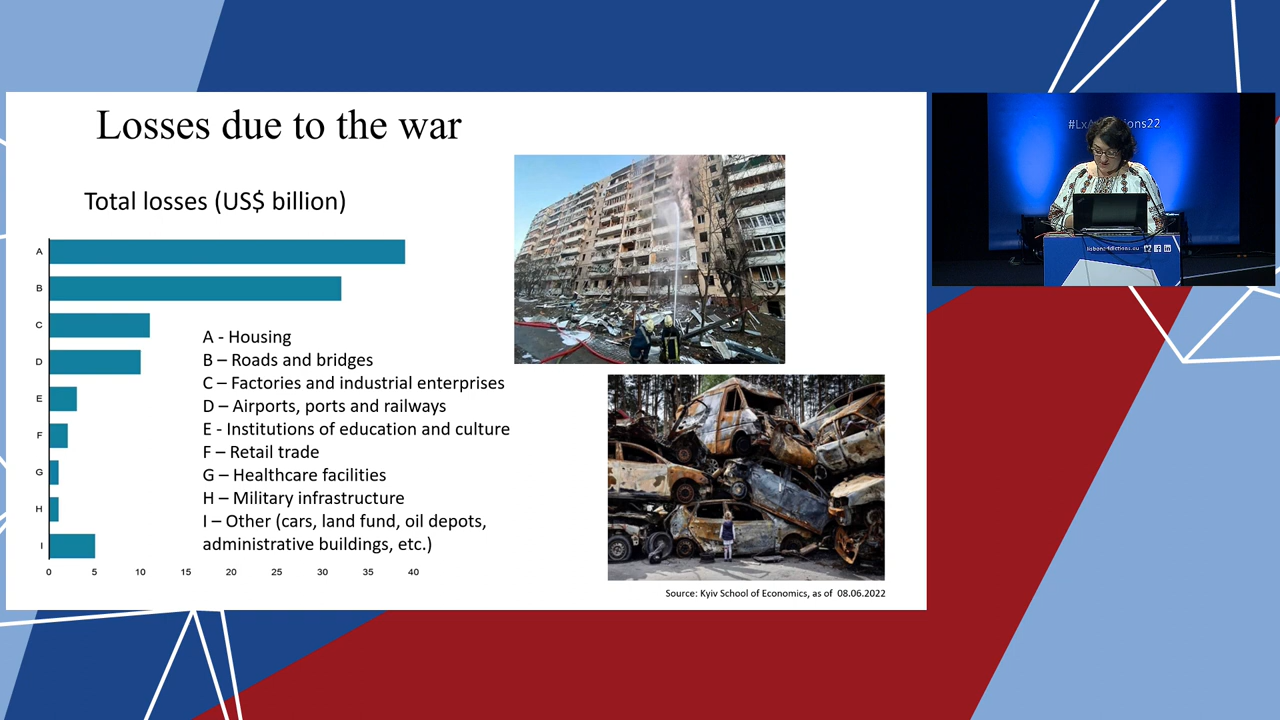 Losses due to the war
Total losses (US$ billion)
A
B
C
D
E
F
G
H
I
0 5 10 15 20 25 30 35 40
A - Housing
B – Roads and bridges
C – Factories and industrial enterprises
D – Airports, ports and railways
E - Institutions of education and culture
F – Retail trade
G – Healthcare facilities
H – Military infrastructure
I – Other (cars, land fund, oil depots,
administrative buildings, etc.)
Source: Kyiv School of Economics, as of 08.06.2022